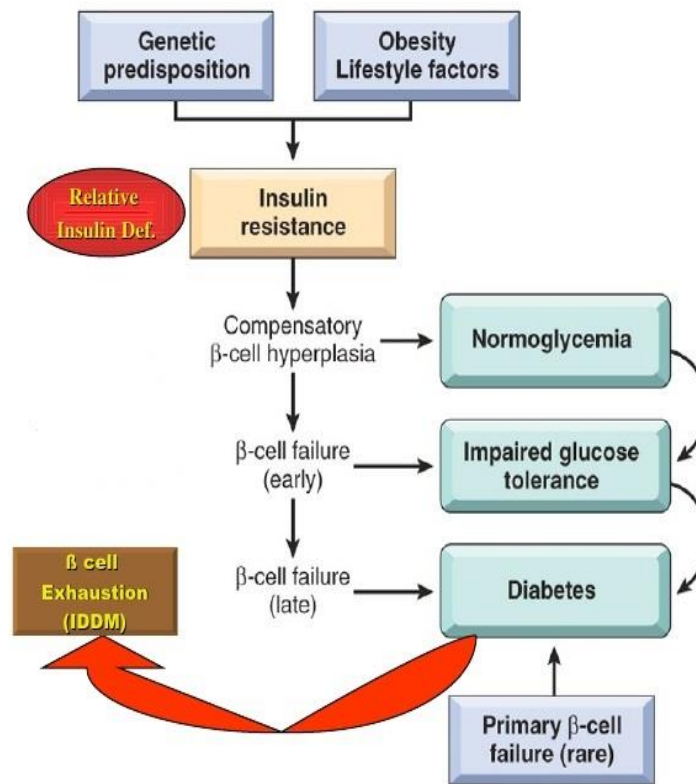 Genetic
predisposition
Obesity
Lifestyle factors
Relative
Insulin Def.
Insulin
resistance
Compensatory
β-cell hyperplasia
Normoglycemia
β-cell failure
(early)
Impaired glucose
tolerance
ß cell
Exhaustion
(IDDM)
β-cell failure
(late)
Diabetes
Primary β-cell
failure (rare)